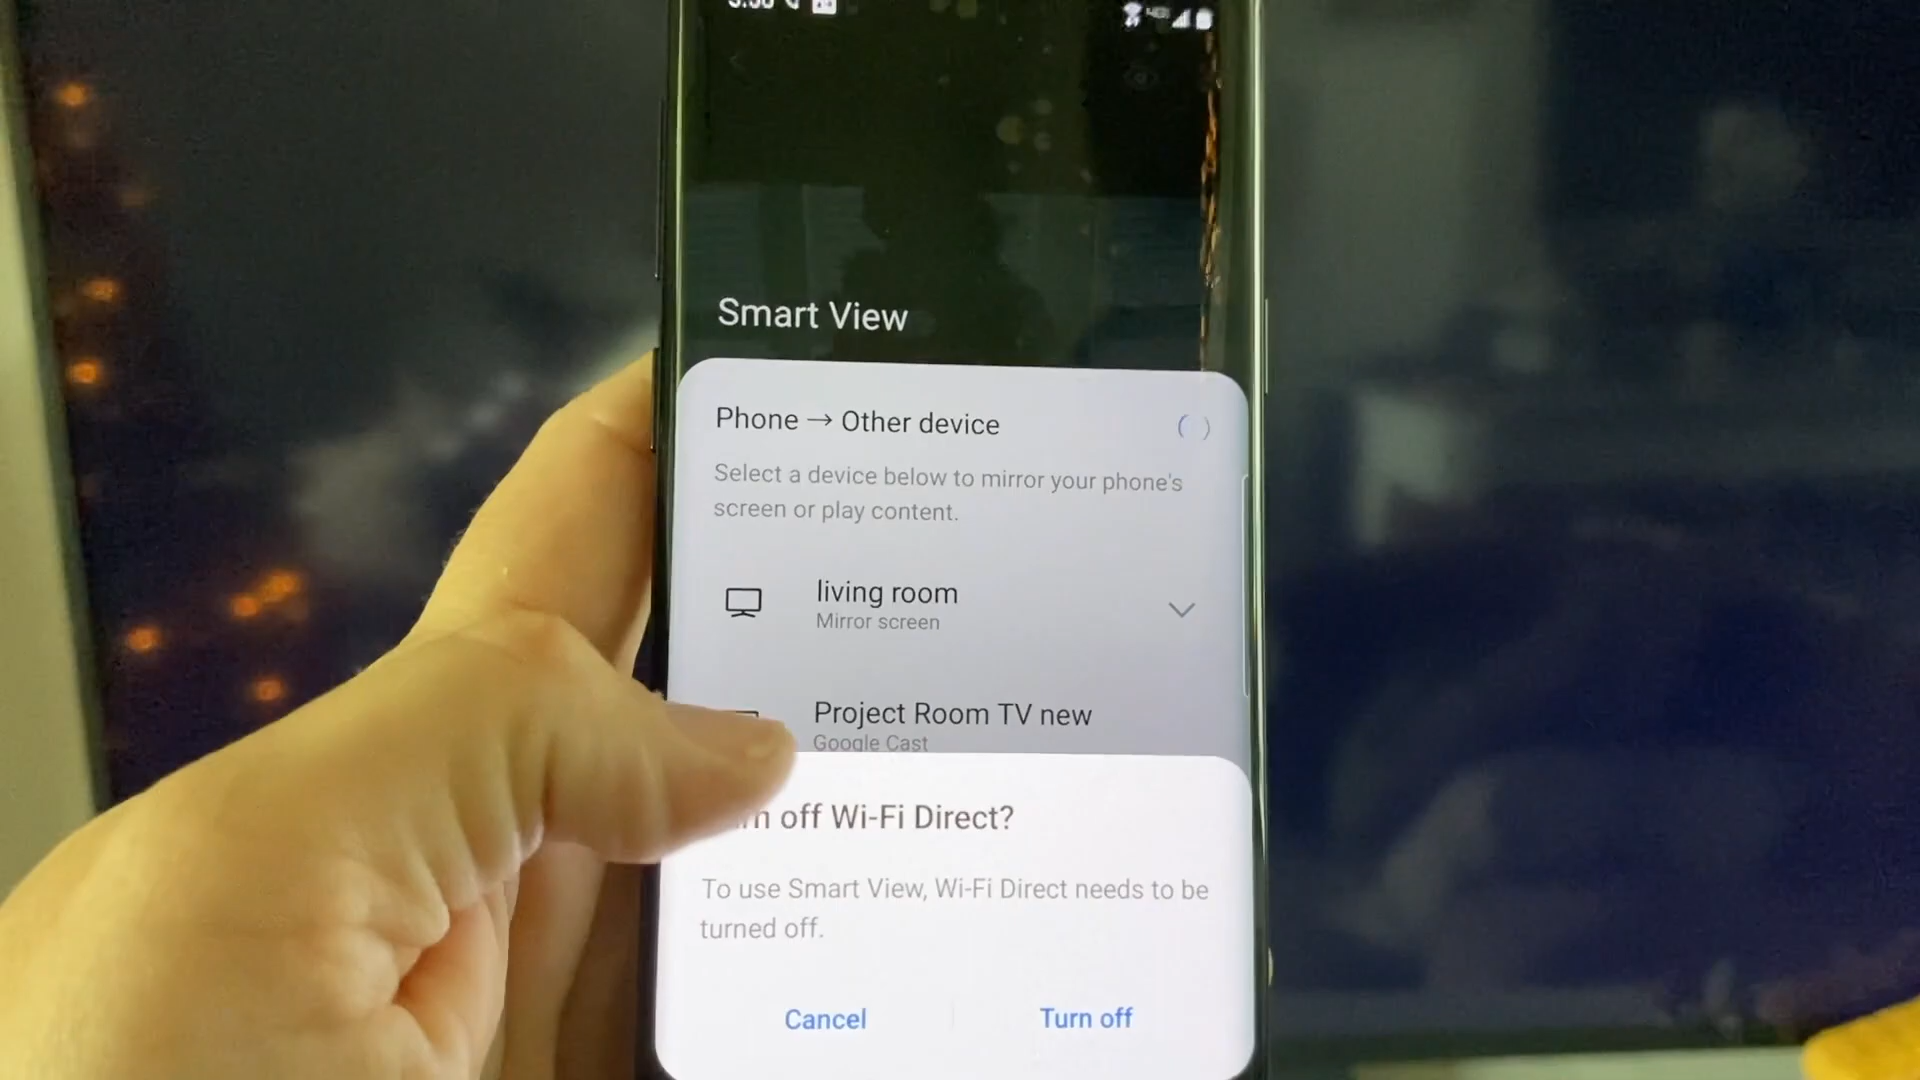 Smart View
Phone → Other device
Select a device below to mirror your phone's
screen or play content.
living room
Mirror screen
Project Room TV new
Google Cast
off Wi-Fi Direct?
To use Smart View, Wi-Fi Direct needs to be
turned off.
Cancel
Turn off